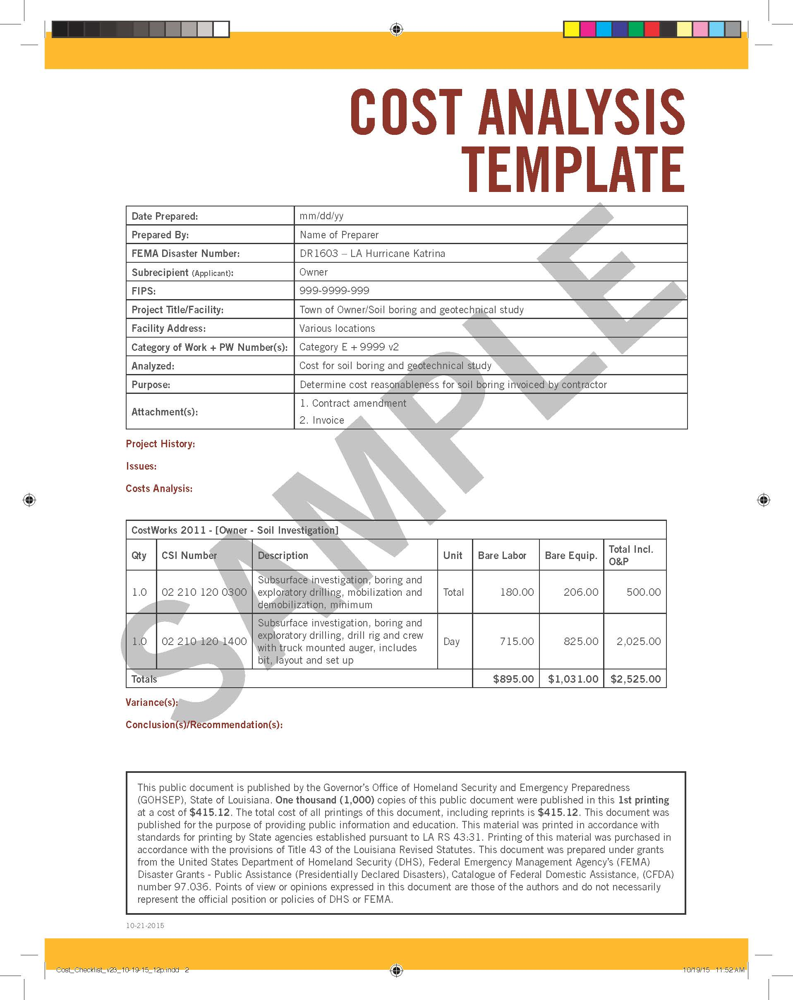 COST ANALYSIS
TEMPLATE
Date Prepared: mm/dd/yy
Prepared By: Name of Preparer
FEMA Disaster Number: DR1603 – LA Hurricane Katrina
Subrecipient (Applicant): Owner
FIPS: 999-9999-999
Project Title/Facility: Town of Owner/Soil boring and geotechnical study
Facility Address: Various locations
Category of Work + PW Number(s): Category E + 9999 v2
Analyzed: Cost for soil boring and geotechnical study
Purpose: Determine cost reasonableness for soil boring invoiced by contractor
Attachment(s):
1. Contract amendment
2. Invoice
SAMPLE
Project History:
Issues:
Costs Analysis:
CostWorks 2011 - [Owner - Soil Investigation]
Qty CSI Number Description Unit Bare Labor Bare Equip. Total Incl.
O&P
Subsurface investigation, boring and
1.0 02 210 120 0300 exploratory drilling, mobilization and Total 180.00 206.00 500.00
demobilization, minimum
Subsurface investigation, boring and
exploratory drilling, drill rig and crew
1.0 02 210 120 1400 with truck mounted auger, includes Day 715.00 825.00 2,025.00
bit, layout and set up
Totals $895.00 $1,031.00 $2,525.00
Variance(s):
Conclusion(s)/Recommendation(s):
This public document is published by the Governor’s Office of Homeland Security and Emergency Preparedness
(GOHSEP), State of Louisiana. One thousand (1,000) copies of this public document were published in this 1st printing
at a cost of $415.12. The total cost of all printings of this document, including reprints is $415.12. This document was
published for the purpose of providing public information and education. This material was printed in accordance with
standards for printing by State agencies established pursuant to LA RS 43:31. Printing of this material was purchased in
accordance with the provisions of Title 43 of the Louisiana Revised Statutes. This document was prepared under grants
from the United States Department of Homeland Security (DHS), Federal Emergency Management Agency’s (FEMA)
Disaster Grants - Public Assistance (Presidentially Declared Disasters), Catalogue of Federal Domestic Assistance, (CFDA)
number 97.036. Points of view or opinions expressed in this document are those of the authors and do not necessarily
represent the official position or policies of DHS or FEMA.
10-21-2015
Cost_Checklist_v23_10-19-15_12p.indd 2 10/19/15 11:52 AM